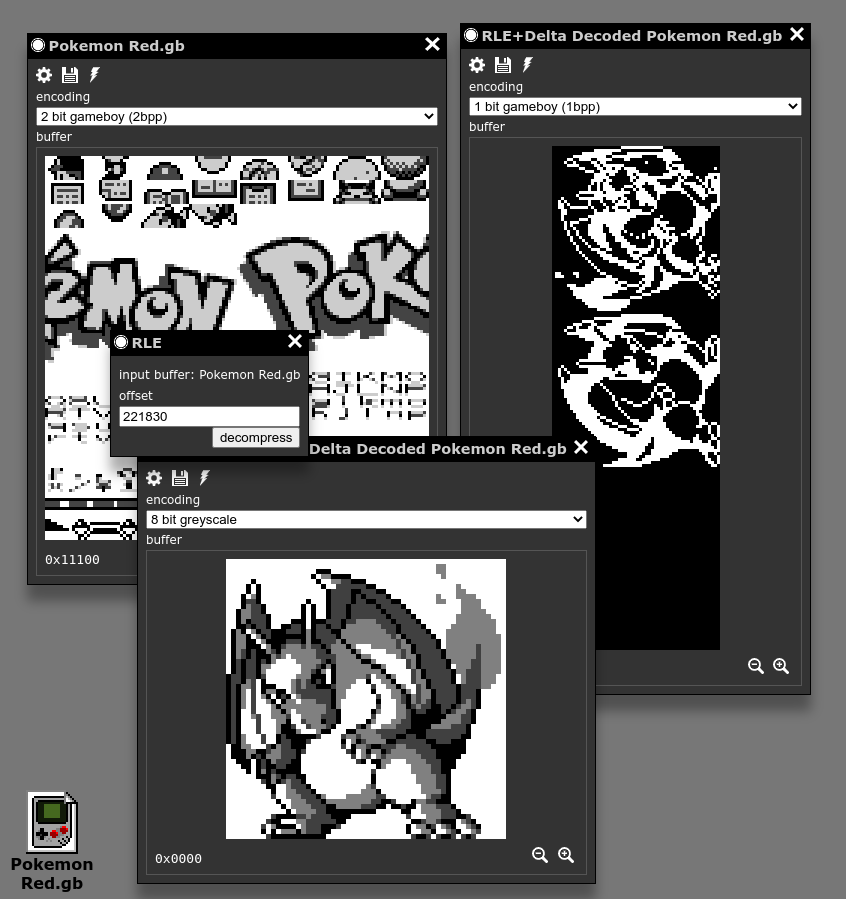 Pokemon Red.gb
encoding
2 bit gameboy (2bpp)
buffer
émon Pok
0x11100
RLE+Delta Decoded Pokemon Red.gb
encoding
1 bit gameboy (1bpp)
buffer
RLE
input buffer: Pokemon Red.gb
offset
221830
decompress
Delta Decoded Pokemon Red.gb
encoding
8 bit greyscale
buffer
0x0000
Pokemon
Red.gb